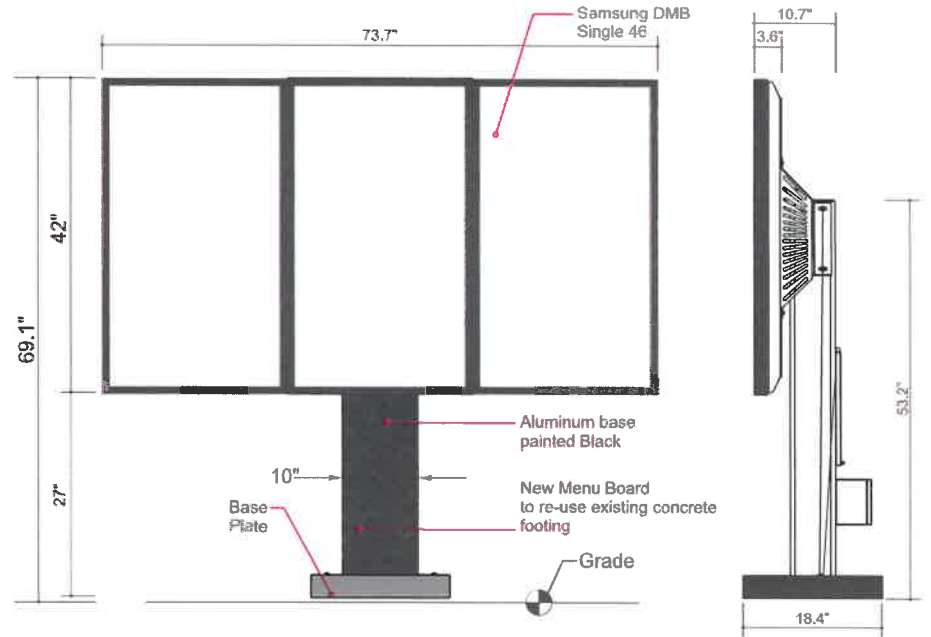 Samsung DMB
Single 46
73.7"
10.7"
3.6"
42"
69.1"
53.2"
Aluminum base
painted Black
10"
27"
New Menu Board
to re-use existing concrete
footing
Base
Plate
Grade
18.4"